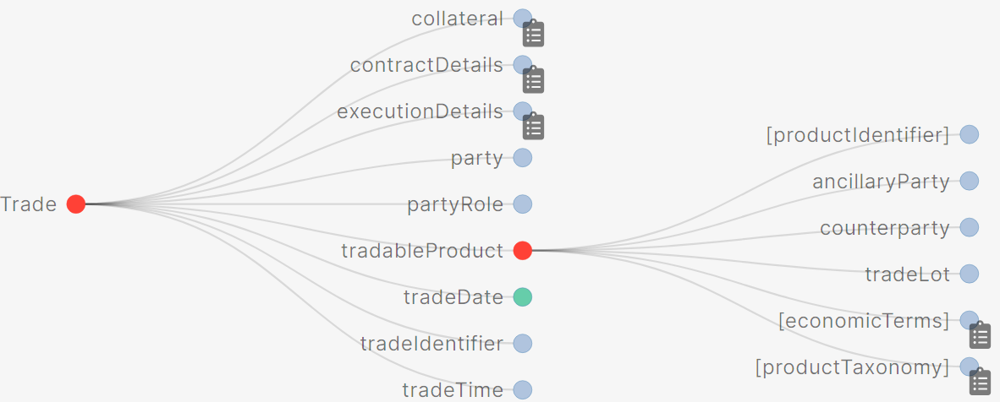 Trade
collateral
contractDetails
executionDetails
party
partyRole
tradableProduct
tradeDate
tradeIdentifier
tradeTime
[productIdentifier]
ancillaryParty
counterparty
tradeLot
[economicTerms]
[productTaxonomy]